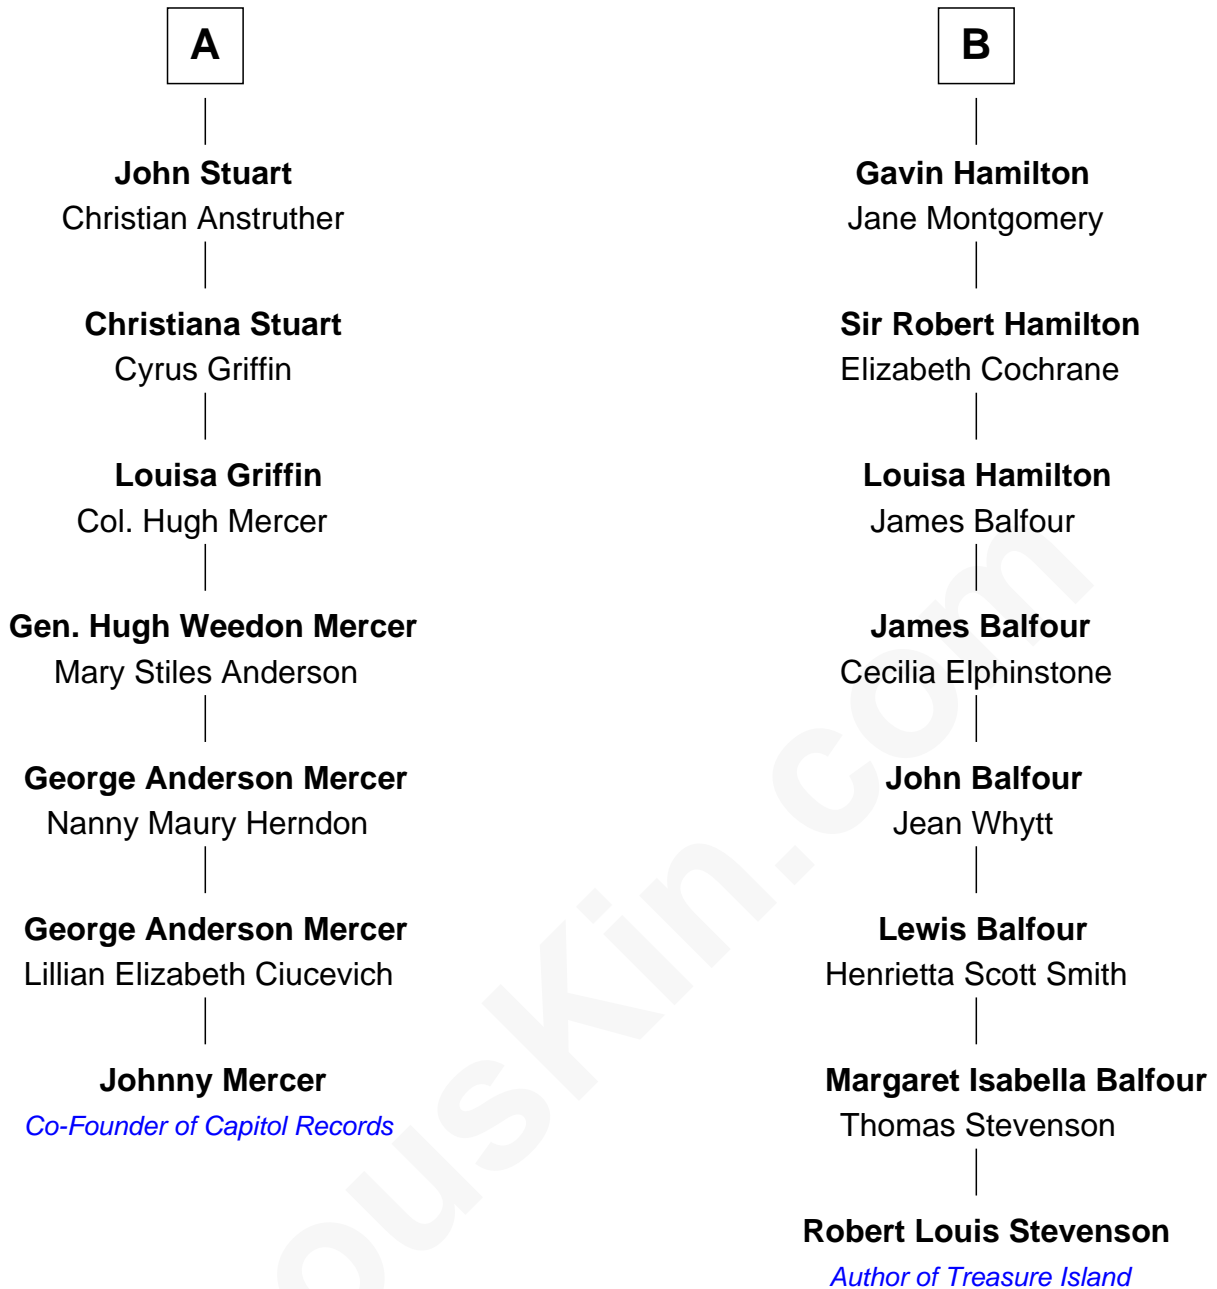 A
John Stuart
Christian Anstruther
Christiana Stuart
Cyrus Griffin
Louisa Griffin
Col. Hugh Mercer
Gen. Hugh Weedon Mercer
Mary Stiles Anderson
George Anderson Mercer
Nanny Maury Herndon
George Anderson Mercer
Lillian Elizabeth Ciucevich
Johnny Mercer
Co-Founder of Capitol Records
B
Gavin Hamilton
Jane Montgomery
Sir Robert Hamilton
Elizabeth Cochrane
Louisa Hamilton
James Balfour
James Balfour
Cecilia Elphinstone
John Balfour
Jean Whytt
Lewis Balfour
Henrietta Scott Smith
Margaret Isabella Balfour
Thomas Stevenson
Robert Louis Stevenson
Author of Treasure Island
ousKin.com